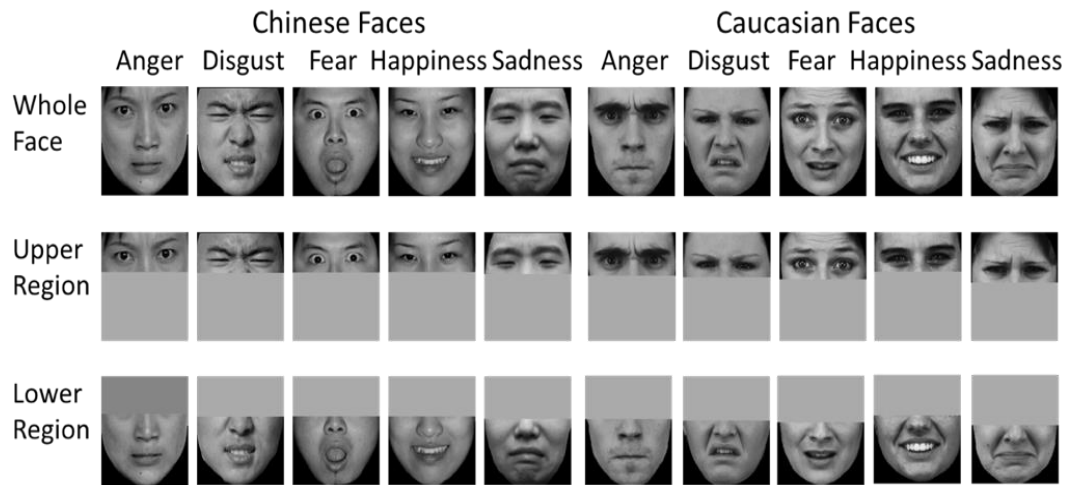 Chinese Faces Caucasian Faces
Anger Disgust Fear Happiness Sadness Anger Disgust Fear Happiness Sadness
Whole
Face
Upper
Region
Lower
Region